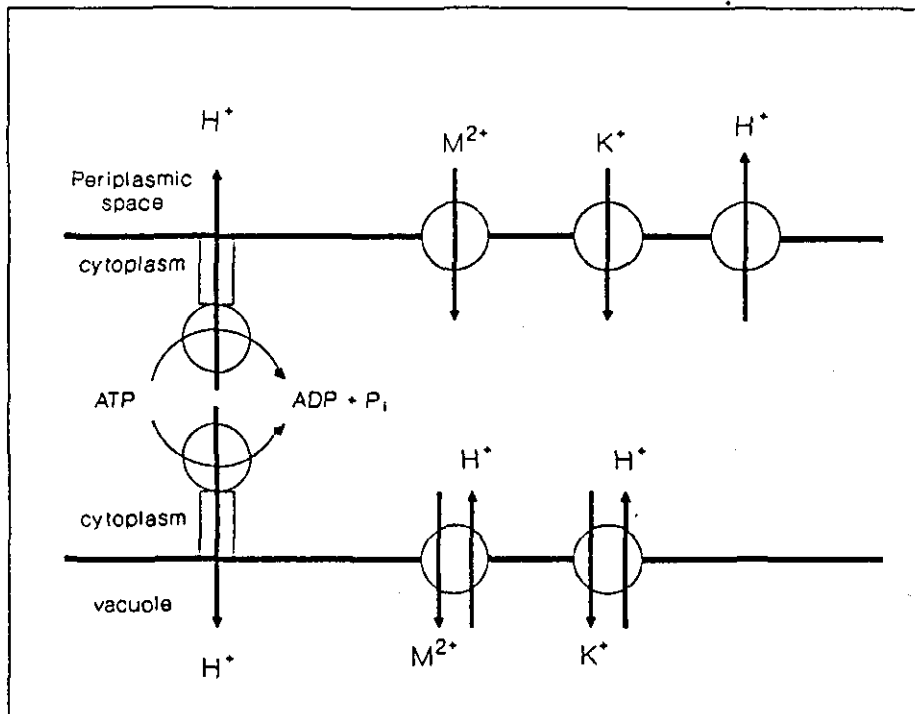 H⁺
M²⁺
K⁺
H⁺
Periplasmic
space
cytoplasm
ATP
ADP + Pᵢ
H⁺
H⁺
cytoplasm
vacuole
M²⁺
K⁺
H⁺